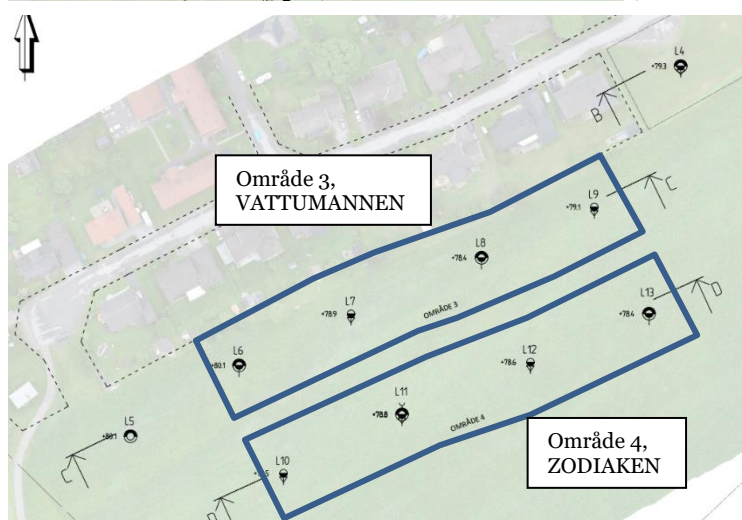 L4
+79.3
B
Område 3,
VATTUMANNEN
L9
+79.1
C
L8
+78.4
L7
+78.9
OMRÅDE 3
L13
+78.4
D
L6
+80.1
L12
+78.6
L11
+78.8
OMRÅDE 4
L5
+80.1
C
L10
D
Område 4,
ZODIAKEN